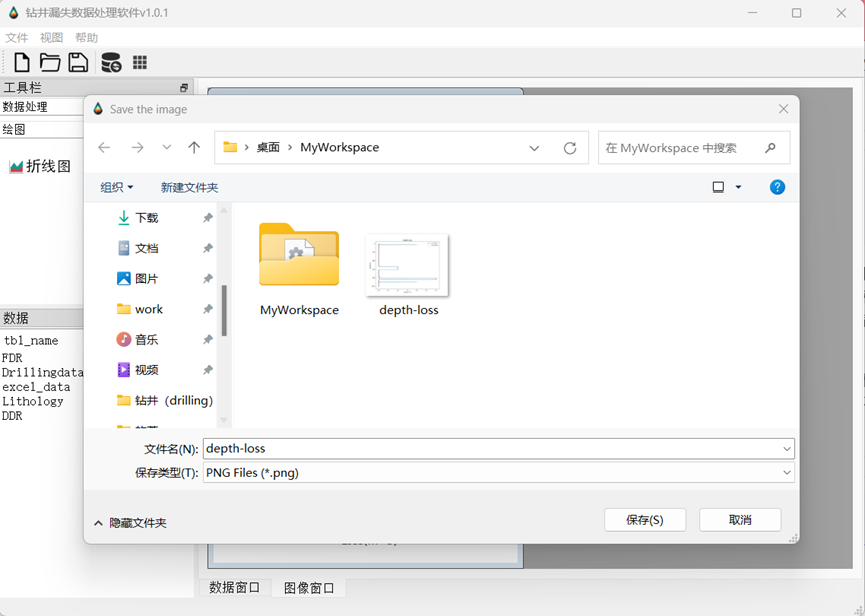 钻井漏失数据处理软件v1.0.1
文件 视图 帮助
工具栏
数据处理
绘图
折线图
数据
tbl_name
FDR
Drillingdata
excel_data
Lithology
DDR
Save the image
桌面 MyWorkspace
在 MyWorkspace 中搜索
组织 新建文件夹
下载
文档
图片
work
音乐
视频
钻井 (drilling)
MyWorkspace
depth-loss
文件名(N): depth-loss
保存类型(T): PNG Files (*.png)
隐藏文件夹
保存(S) 取消
数据窗口 图像窗口